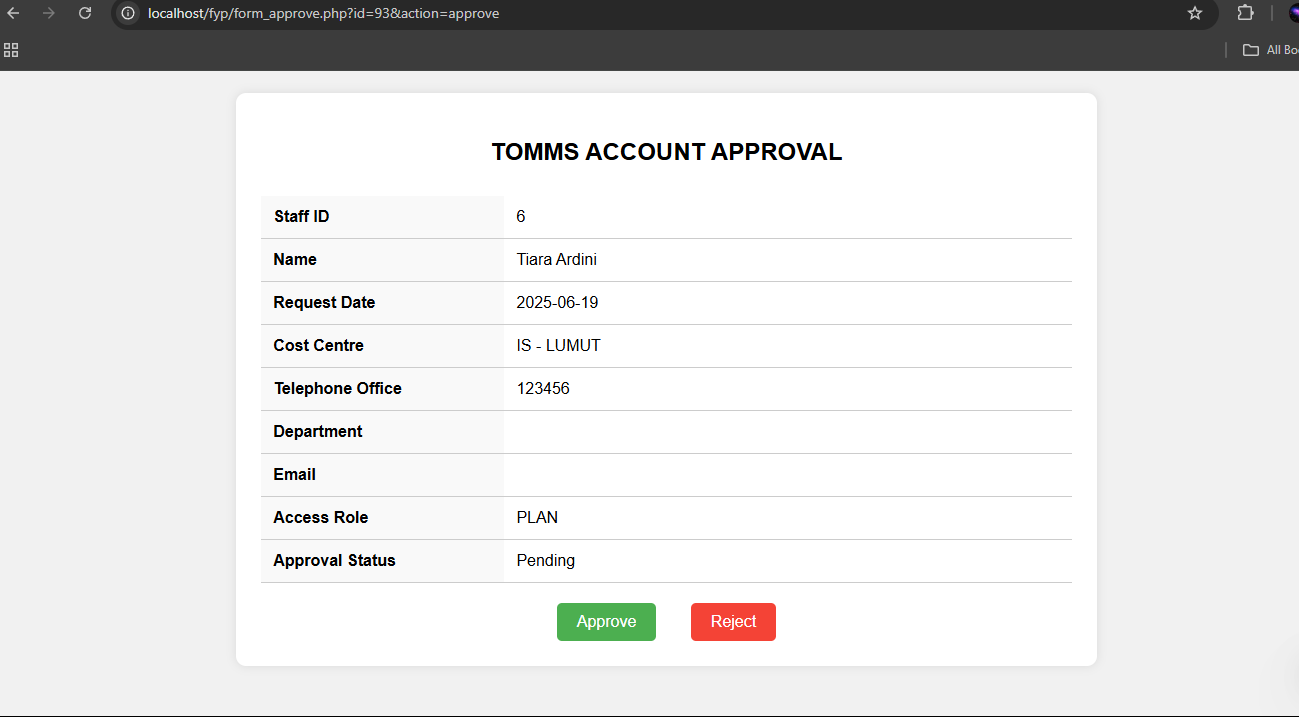 localhost/fyp/form_approve.php?id=93&action=approve
All Bo
TOMMS ACCOUNT APPROVAL
Staff ID 6
Name Tiara Ardini
Request Date 2025-06-19
Cost Centre IS - LUMUT
Telephone Office 123456
Department
Email
Access Role PLAN
Approval Status Pending
Approve Reject